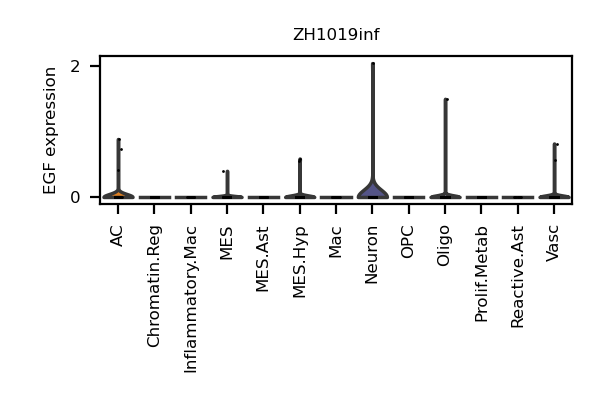 ZH1019inf
EGF expression
2
0
AC
Chromatin.Reg
Inflammatory.Mac
MES
MES.Ast
MES.Hyp
Mac
Neuron
OPC
Oligo
Prolif.Metab
Reactive.Ast
Vasc